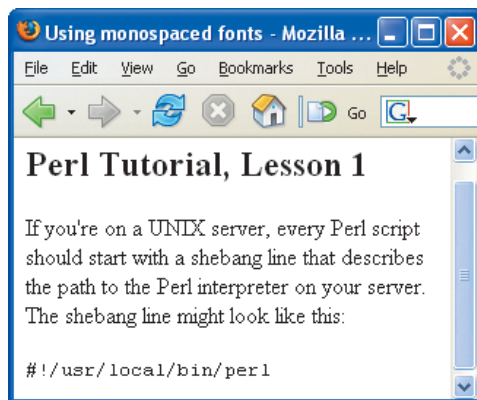 Using monospaced fonts - Mozilla ...
File Edit View Go Bookmarks Tools Help
Go G
Perl Tutorial, Lesson 1
If you're on a UNIX server, every Perl script
should start with a shebang line that describes
the path to the Perl interpreter on your server.
The shebang line might look like this:
#!/usr/local/bin/perl